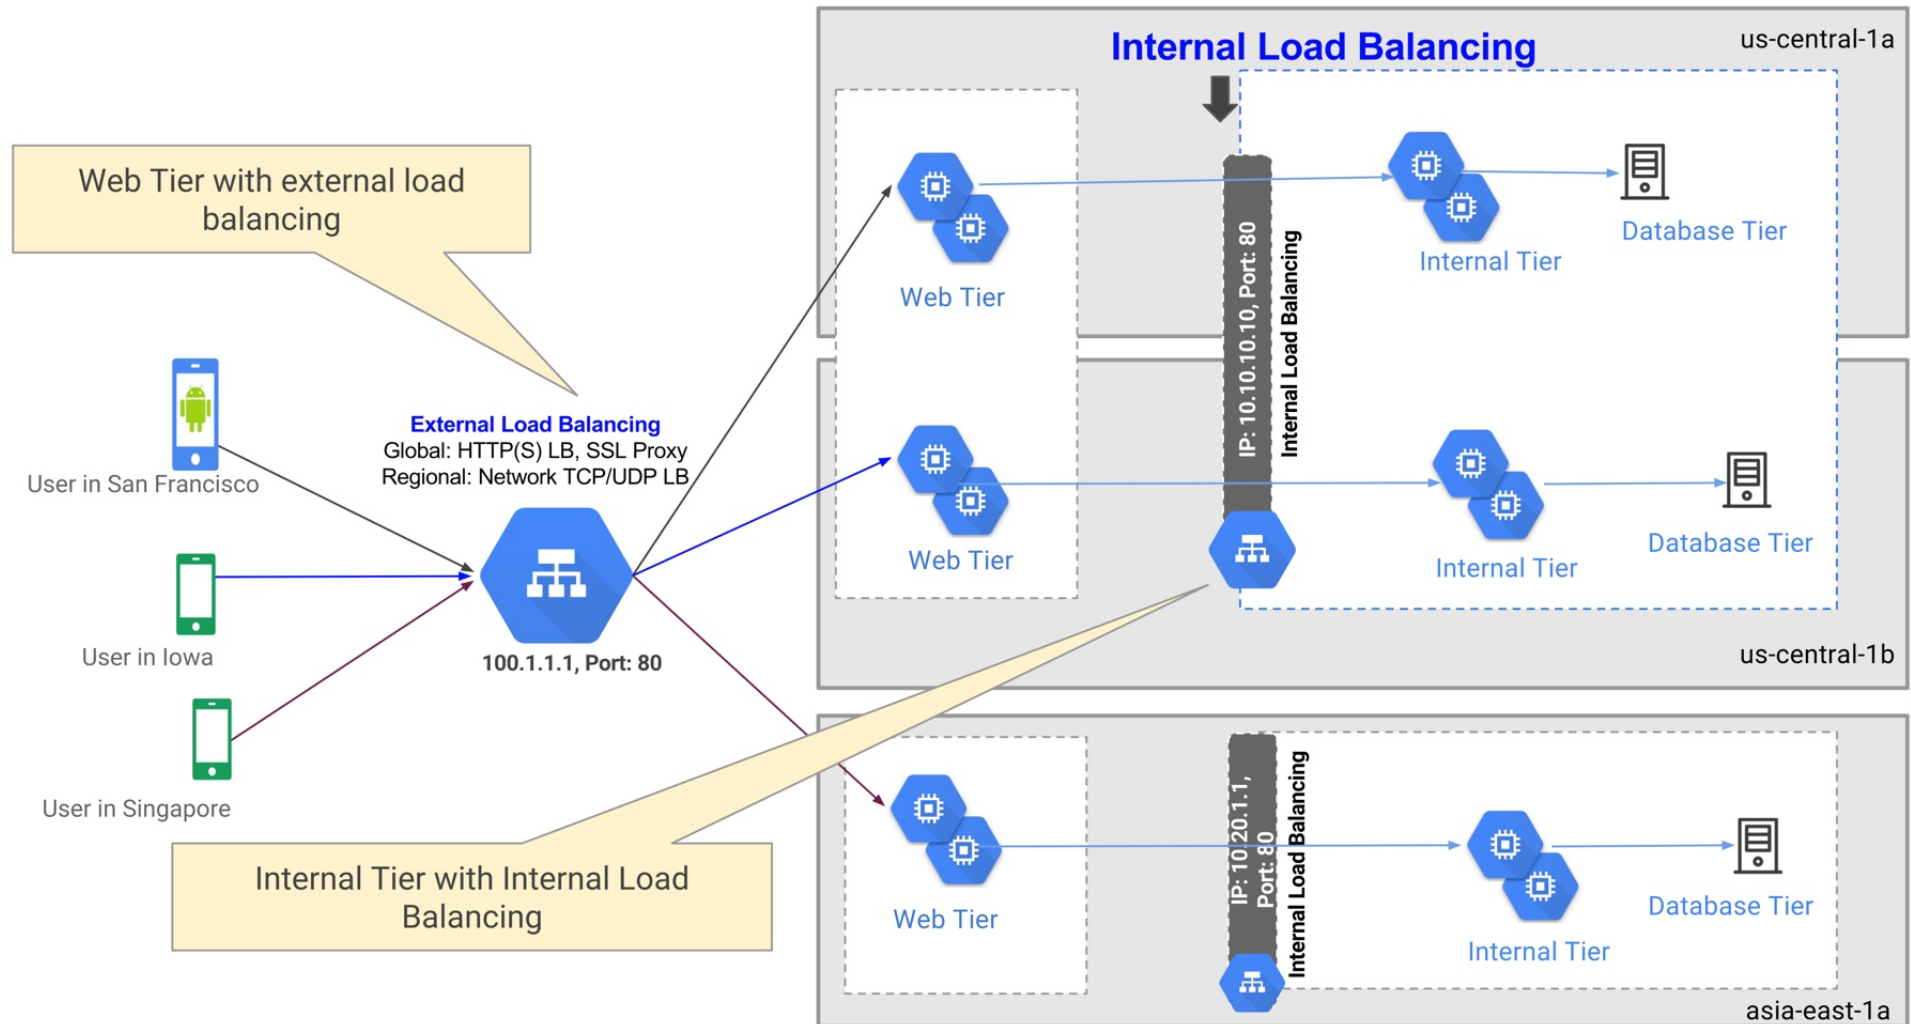 Internal Load Balancing
us-central-1a
Web Tier with external load
balancing
Web Tier
IP: 10.10.10.10, Port: 80
Internal Load Balancing
Internal Tier
Database Tier
User in San Francisco
External Load Balancing
Global: HTTP(S) LB, SSL Proxy
Regional: Network TCP/UDP LB
100.1.1.1, Port: 80
User in Iowa
User in Singapore
Web Tier
Internal Tier
Database Tier
us-central-1b
Internal Tier with Internal Load
Balancing
Web Tier
IP: 10.20.1.1,
Port: 80
Internal Load Balancing
Internal Tier
Database Tier
asia-east-1a